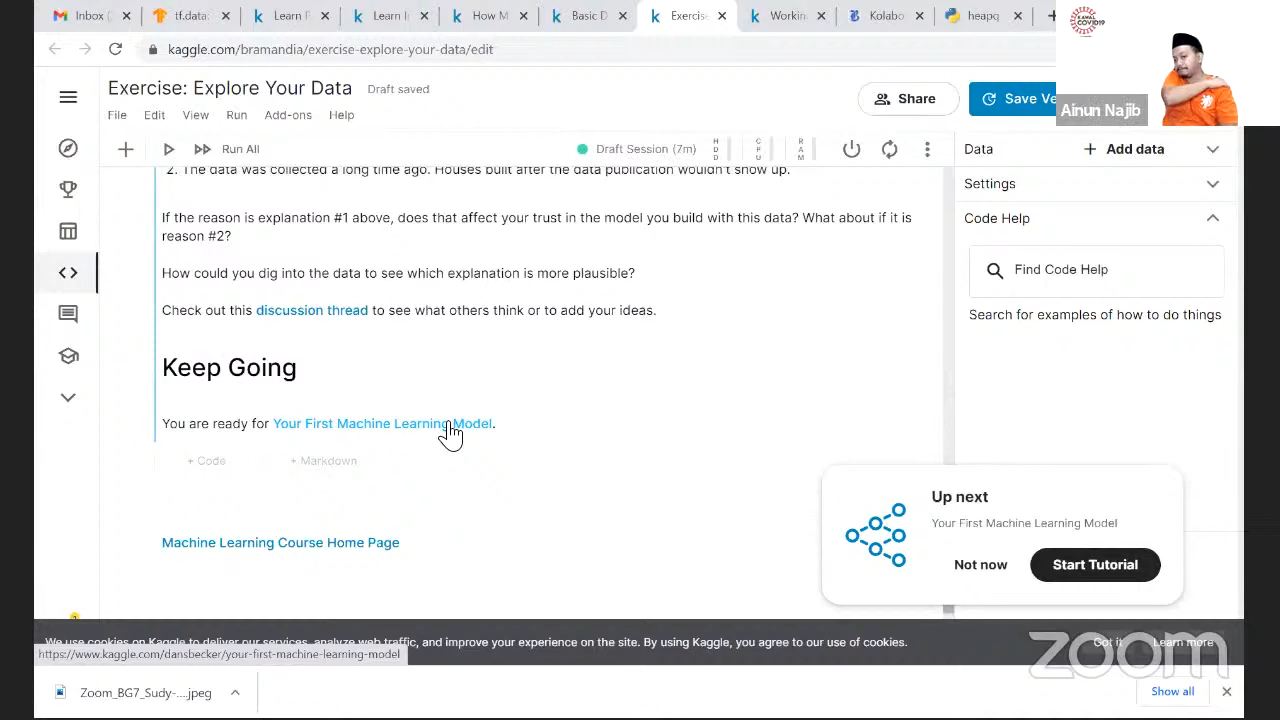 Inbox (
tf.data:
Learn P
Learn In
How M
Basic D
Exercise
Workin
Kolabo
heapq
kaggle.com/bramandia/exercise-explore-your-data/edit
KAWAL
COVID19
Ainun Najib
Exercise: Explore Your Data
Draft saved
File Edit View Run Add-ons Help
Share
Save Ve
Run All
Draft Session (7m)
HDD
CPU
RAM
Data
Add data
Settings
Code Help
Find Code Help
Search for examples of how to do things
2. The data was collected a long time ago. Houses built after the data publication wouldn't show up.
If the reason is explanation #1 above, does that affect your trust in the model you build with this data? What about if it is
reason #2?
How could you dig into the data to see which explanation is more plausible?
Check out this discussion thread to see what others think or to add your ideas.
Keep Going
You are ready for Your First Machine Learning Model.
+ Code
+ Markdown
Machine Learning Course Home Page
Up next
Your First Machine Learning Model
Not now
Start Tutorial
We use cookies on Kaggle to deliver our services, analyze web traffic, and improve your experience on the site. By using Kaggle, you agree to our use of cookies.
Got it
Learn more
zoom
https://www.kaggle.com/dansbecker/your-first-machine-learning-model
Zoom_BG7_Sudy-....jpeg
Show all